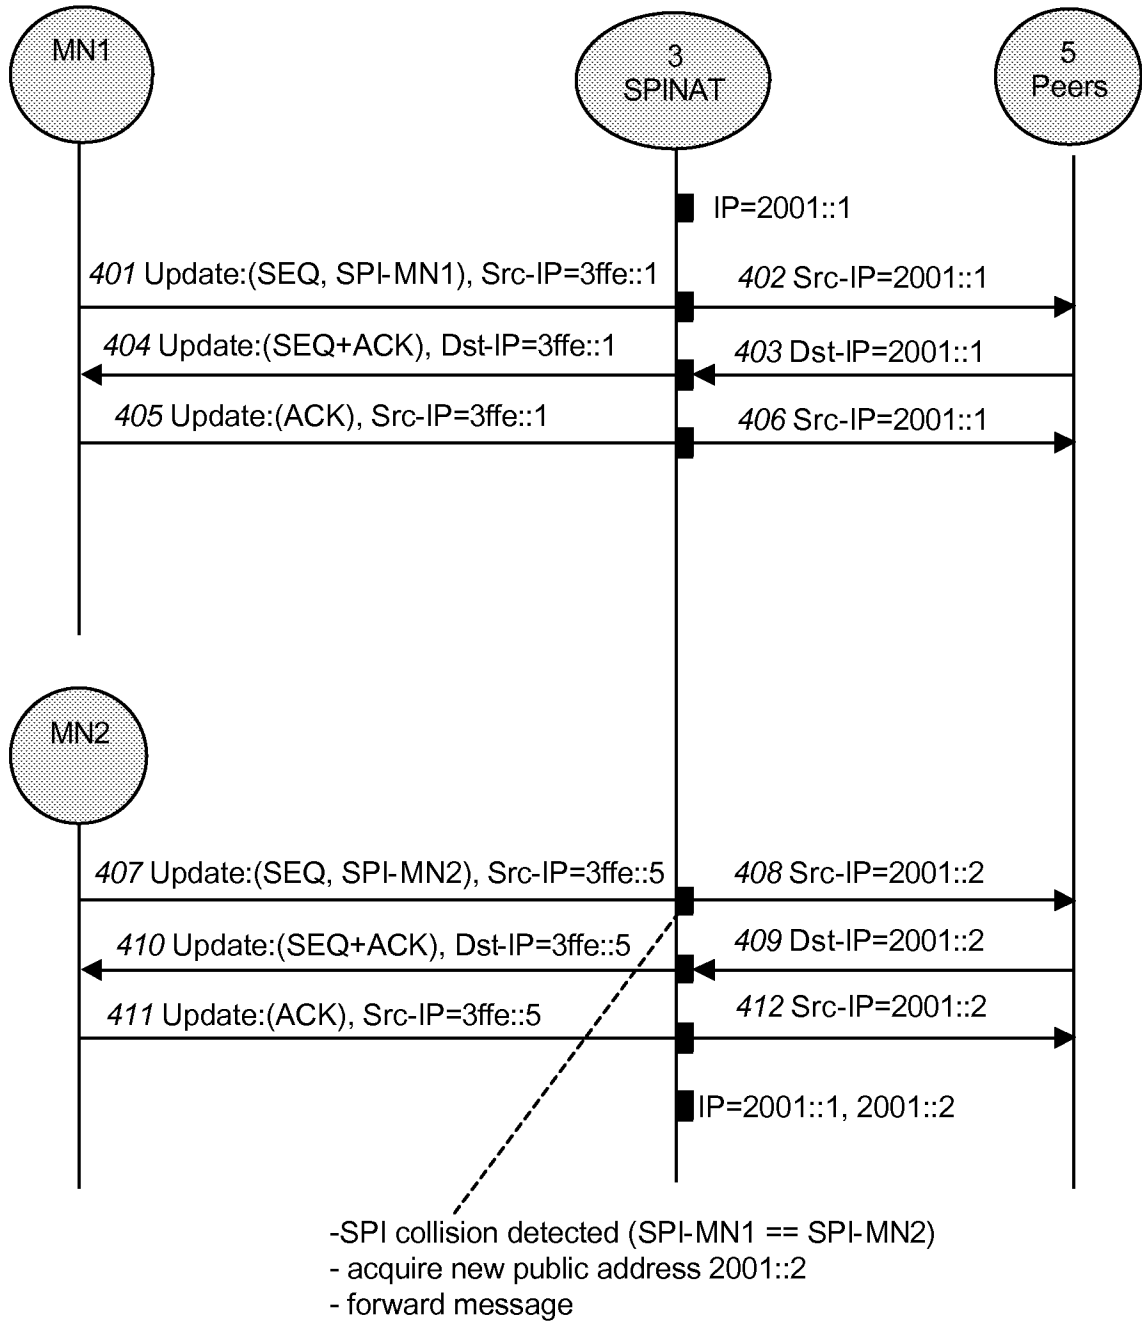 MN1
3
SPINAT
5
Peers
IP=2001::1
401 Update:(SEQ, SPI-MN1), Src-IP=3ffe::1
402 Src-IP=2001::1
404 Update:(SEQ+ACK), Dst-IP=3ffe::1
403 Dst-IP=2001::1
405 Update:(ACK), Src-IP=3ffe::1
406 Src-IP=2001::1
MN2
407 Update:(SEQ, SPI-MN2), Src-IP=3ffe::5
408 Src-IP=2001::2
410 Update:(SEQ+ACK), Dst-IP=3ffe::5
409 Dst-IP=2001::2
411 Update:(ACK), Src-IP=3ffe::5
412 Src-IP=2001::2
IP=2001::1, 2001::2
-SPI collision detected (SPI-MN1 == SPI-MN2)
- acquire new public address 2001::2
- forward message